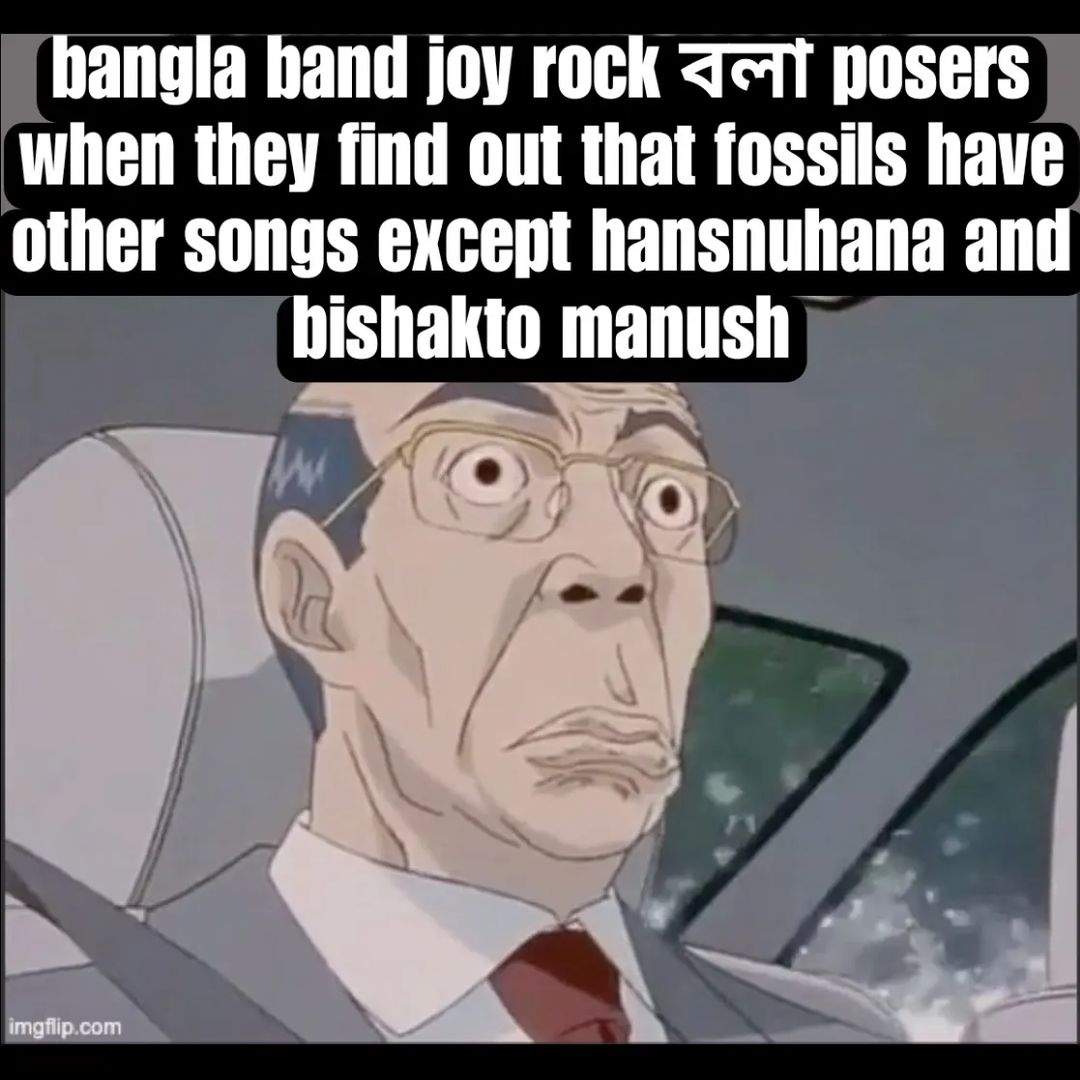 bangla band joy rock বলা posers
when they find out that fossils have
other songs except hansnuhana and
bishakto manush
imgflip.com